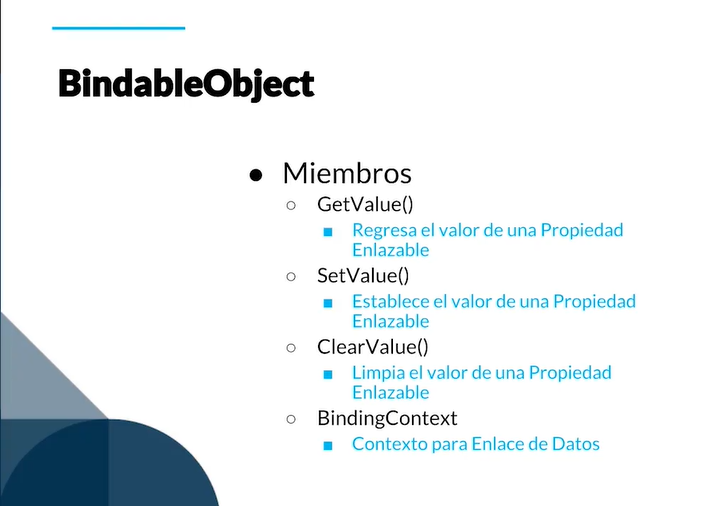 BindableObject
● Miembros
○ GetValue()
■ Regresa el valor de una Propiedad
Enlazable
○ SetValue()
■ Establece el valor de una Propiedad
Enlazable
○ ClearValue()
■ Limpia el valor de una Propiedad
Enlazable
○ BindingContext
■ Contexto para Enlace de Datos